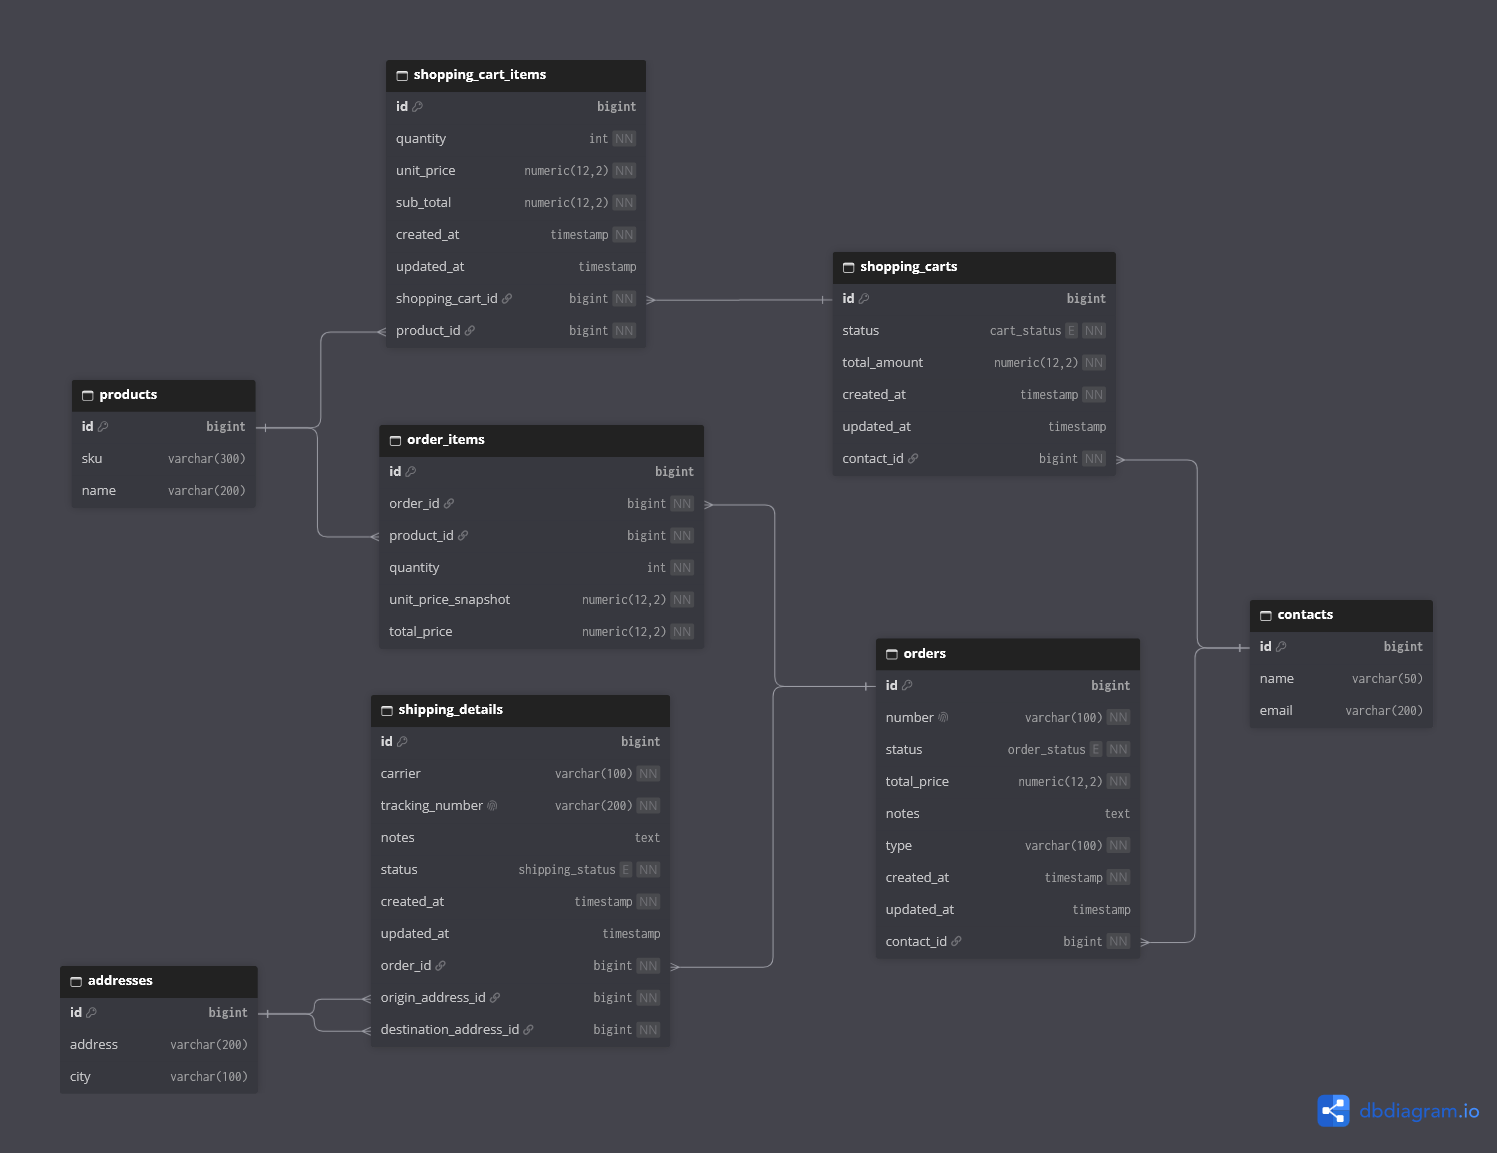 shopping_cart_items
id bigint
quantity int NN
unit_price numeric(12,2) NN
sub_total numeric(12,2) NN
created_at timestamp NN
updated_at timestamp
shopping_cart_id bigint NN
product_id bigint NN
shopping_carts
id bigint
status cart_status E NN
total_amount numeric(12,2) NN
created_at timestamp NN
updated_at timestamp
contact_id bigint NN
products
id bigint
sku varchar(300)
name varchar(200)
order_items
id bigint
order_id bigint NN
product_id bigint NN
quantity int NN
unit_price_snapshot numeric(12,2) NN
total_price numeric(12,2) NN
contacts
id bigint
name varchar(50)
email varchar(200)
orders
id bigint
number varchar(100) NN
status order_status E NN
total_price numeric(12,2) NN
notes text
type varchar(100) NN
created_at timestamp NN
updated_at timestamp
contact_id bigint NN
shipping_details
id bigint
carrier varchar(100) NN
tracking_number varchar(200) NN
notes text
status shipping_status E NN
created_at timestamp NN
updated_at timestamp
order_id bigint NN
origin_address_id bigint NN
destination_address_id bigint NN
addresses
id bigint
address varchar(200)
city varchar(100)
dbdiagram.io